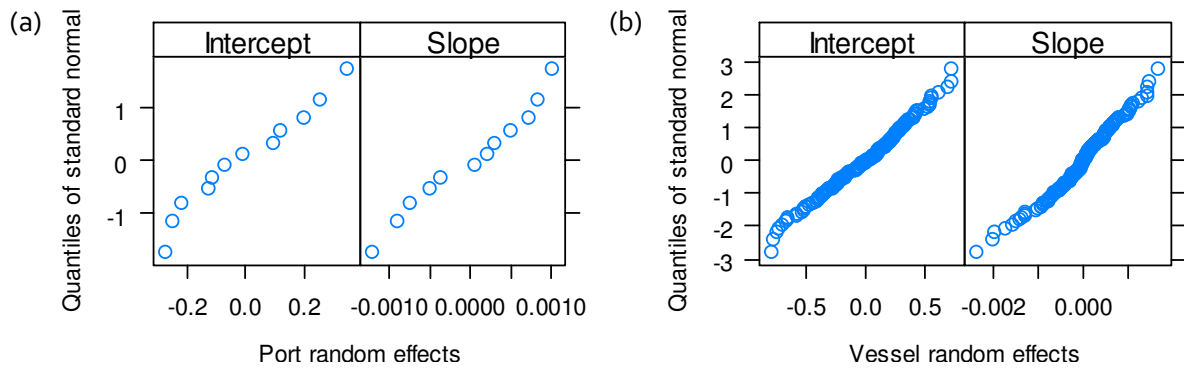 (a)
Intercept Slope
Quantiles of standard normal
1
0
-1
-0.2 0.0 0.2
-0.0010 0.0000 0.0010
Port random effects
(b)
Intercept Slope
Quantiles of standard normal
3
2
1
0
-1
-2
-3
-0.5 0.0 0.5
-0.002 0.000
Vessel random effects